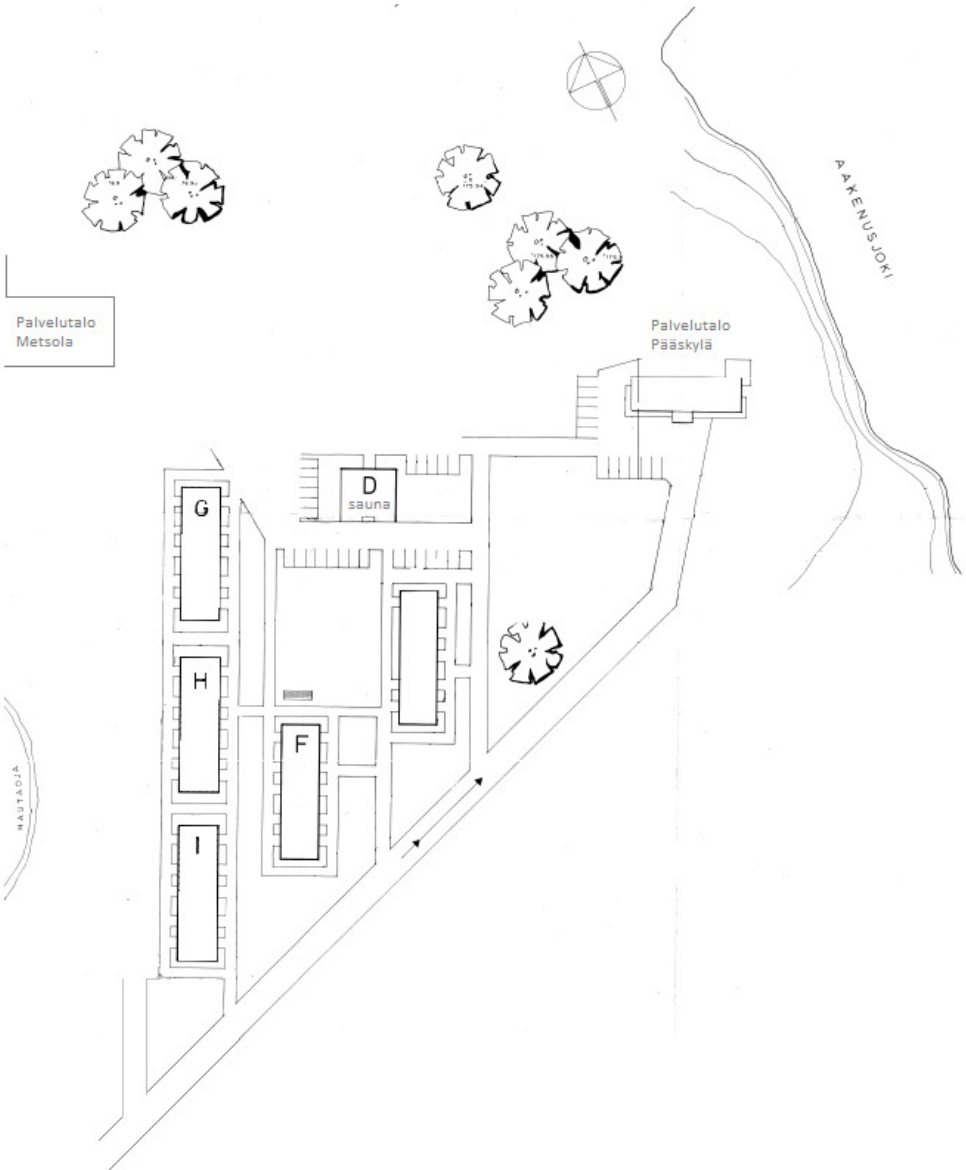 AAKENUSJOKI
Palvelutalo
Metsola
Palvelutalo
Pääskylä
G
D
sauna
H
F
I
HAUTAOJA